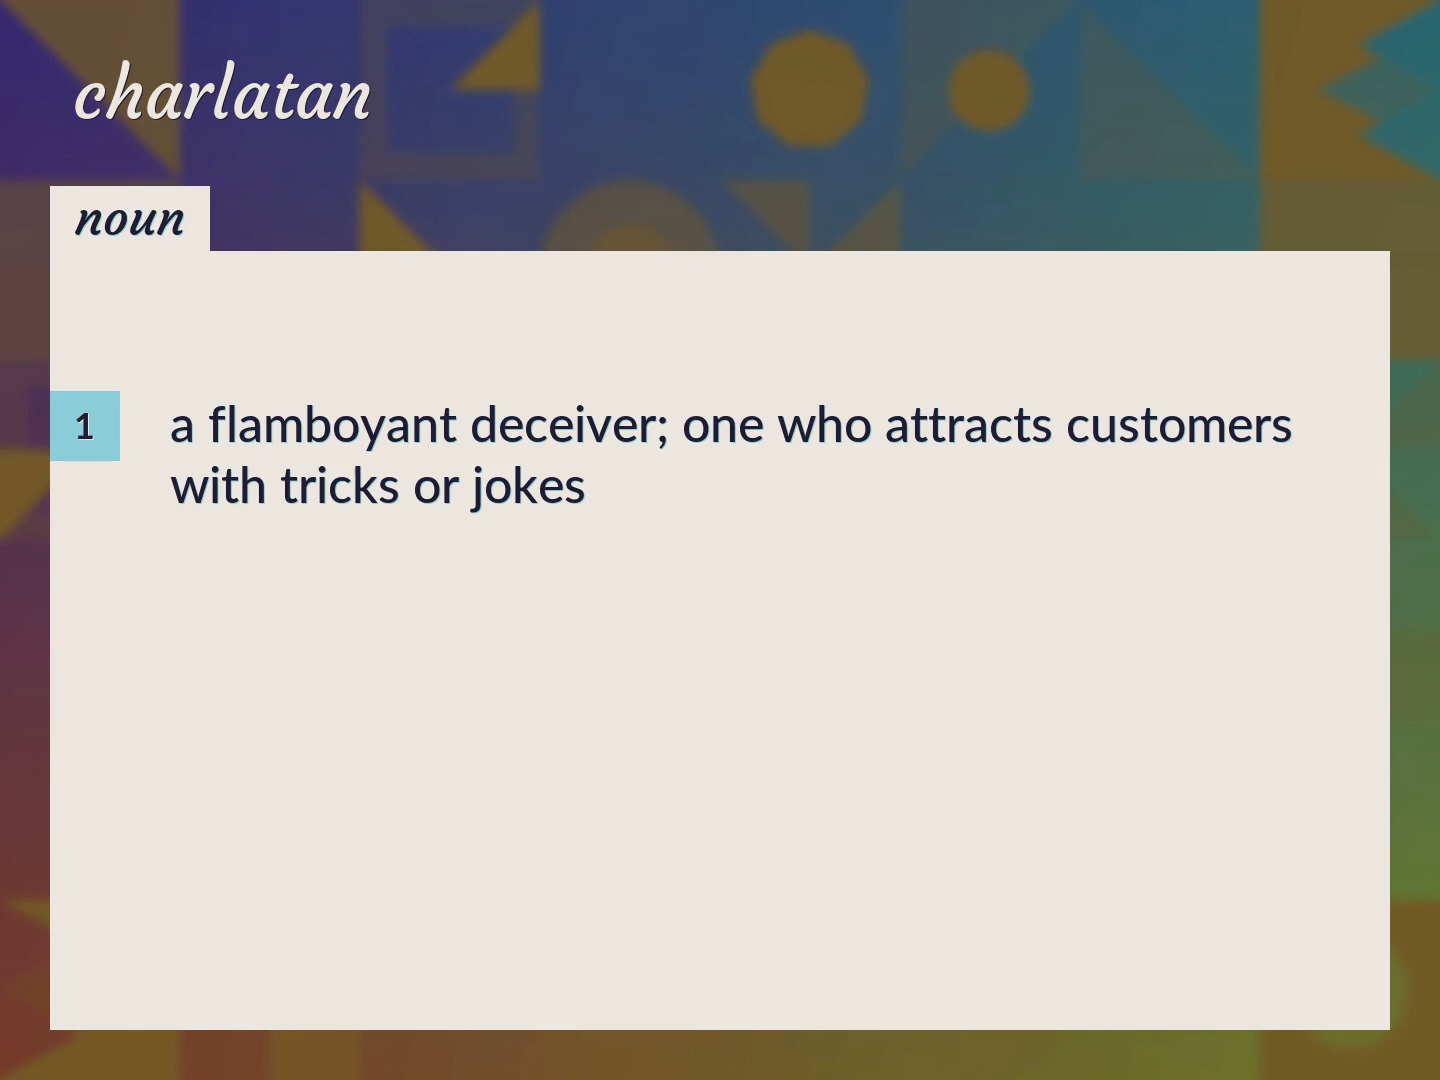 charlatan
noun
1
a flamboyant deceiver; one who attracts customers
with tricks or jokes